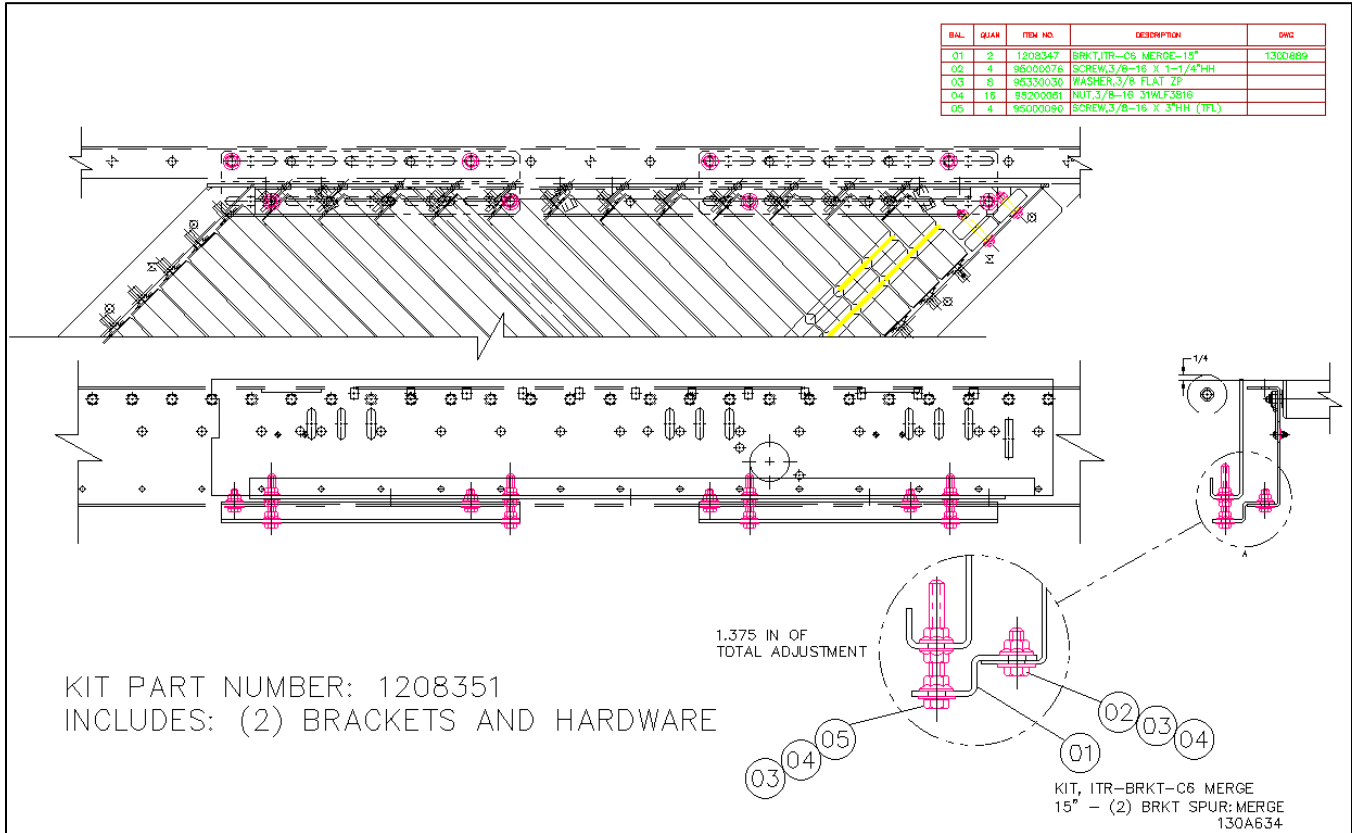 BAL. QUAN ITEM NO. DESCRIPTION DWG
01 2 1208347 BRKT,ITR-C6 MERGE-15" 130D889
02 4 95000076 SCREW,3/8-16 X 1-1/4"HH
03 8 95330030 WASHER,3/8 FLAT ZP
04 16 95200061 NUT,3/8-16 31WLF3816
05 4 95000090 SCREW,3/8-16 X 3"HH (TFL)
1/4
A
1.375 IN OF
TOTAL ADJUSTMENT
KIT PART NUMBER: 1208351
INCLUDES: (2) BRACKETS AND HARDWARE
03 04 05
01
02 03 04
KIT, ITR-BRKT-C6 MERGE
15" - (2) BRKT SPUR:MERGE
130A634